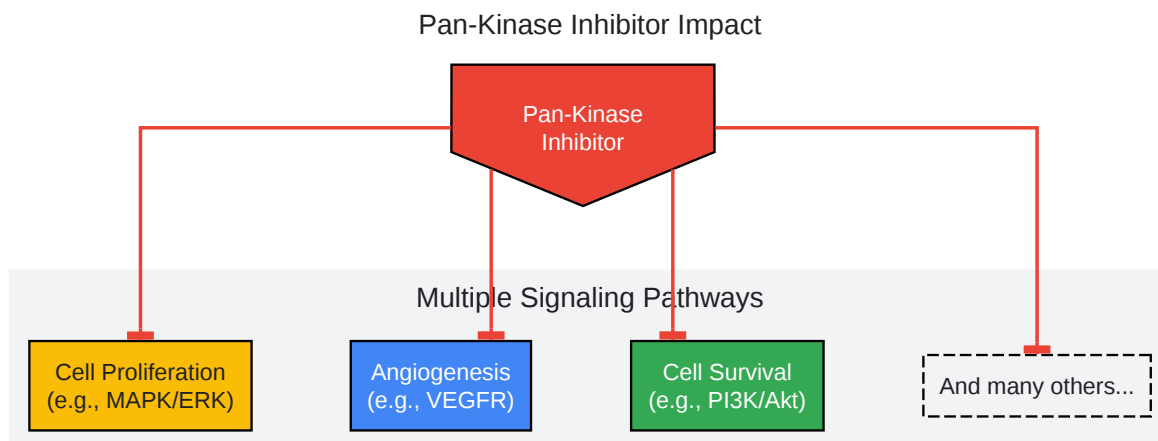 Pan-Kinase Inhibitor Impact
Pan-Kinase
Inhibitor
Multiple Signaling Pathways
Cell Proliferation
(e.g., MAPK/ERK)
Angiogenesis
(e.g., VEGFR)
Cell Survival
(e.g., PI3K/Akt)
And many others...